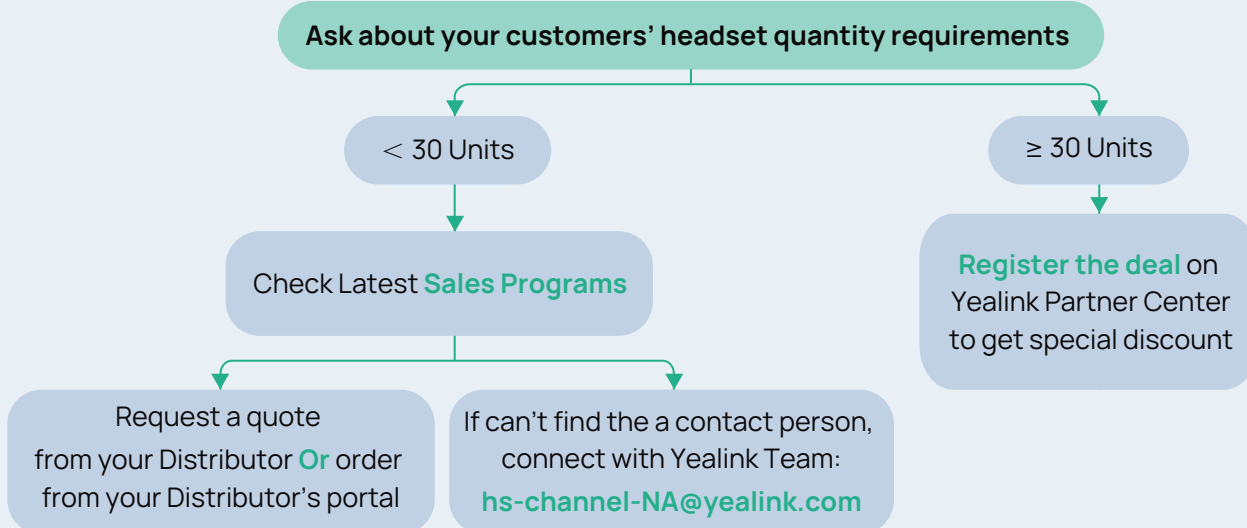 Ask about your customers’ headset quantity requirements
< 30 Units
≥ 30 Units
Check Latest Sales Programs
Register the deal on
Yealink Partner Center
to get special discount
Request a quote
from your Distributor Or order
from your Distributor’s portal
If can’t find the a contact person,
connect with Yealink Team:
hs-channel-NA@yealink.com